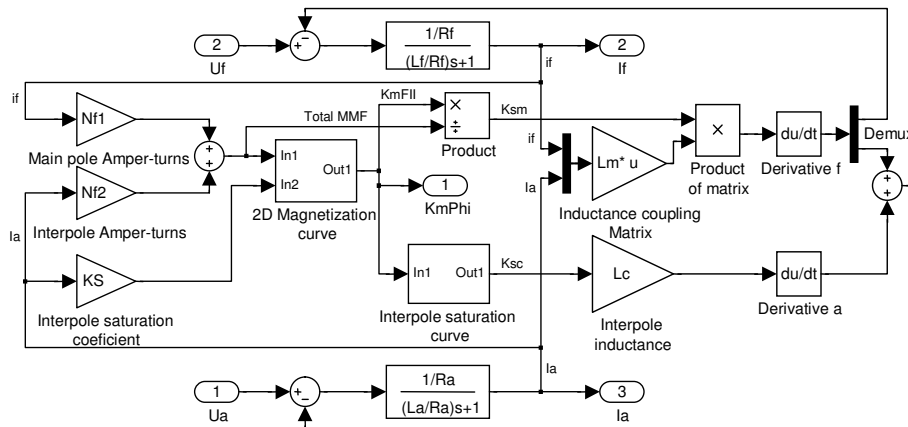 2
Uf
−
1/Rf
(Lf/Rf)s+1
if
2
If
if
Nf1
Main pole Amper-turns
+
+
Total MMF
KmFII
×
÷
Product
Ksm
if
Ia
Lm* u
Inductance coupling
Matrix
×
Product
of matrix
du/dt
Derivative f
Demux
+
+
Nf2
Interpole Amper-turns
Ia
In1
In2
Out1
2D Magnetization
curve
1
KmPhi
KS
Interpole saturation
coeficient
In1
Out1
Interpole saturation
curve
Ksc
Lc
Interpole
inductance
du/dt
Derivative a
1
Ua
+
−
1/Ra
(La/Ra)s+1
Ia
3
Ia